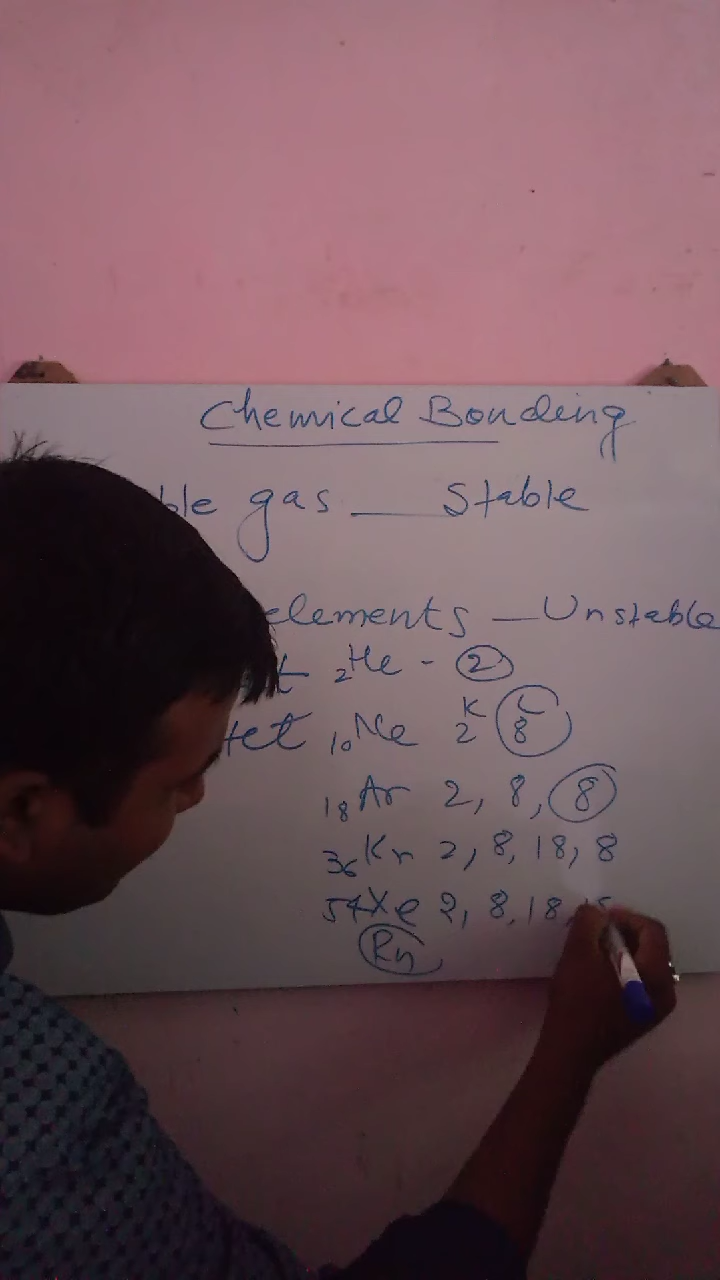 Chemical Bonding
ble gas — Stable
elements — Unstable
t ₂He - 2
tet ₁₀Ne K 2 L 8
₁₈Ar 2, 8, 8
₃₆Kr 2, 8, 18, 8
₅₄Xe 2, 8, 18,
Rn